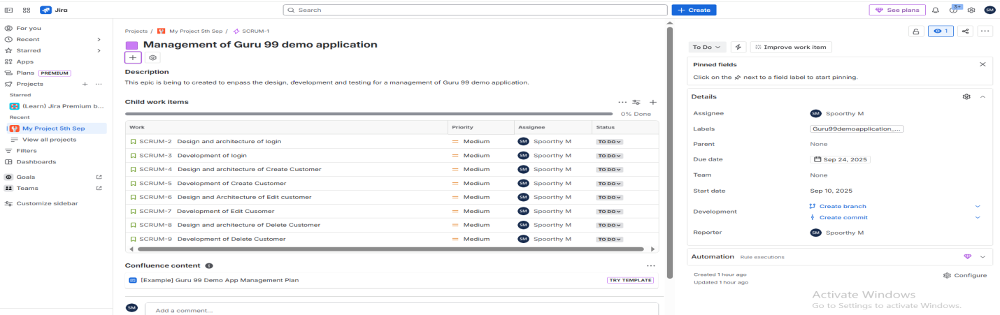 Jira
Search
+ Create
See plans
3+
SM
For you
Recent
Starred
Apps
Plans PREMIUM
Projects
Starred
(Learn) Jira Premium b...
Recent
My Project 5th Sep
View all projects
Filters
Dashboards
Goals
Teams
Customize sidebar
Projects / My Project 5th Sep / SCRUM-1
Management of Guru 99 demo application
Description
This epic is being to created to enpass the design, development and testing for a management of Guru 99 demo application.
Child work items
0% Done
Work Priority Assignee Status
SCRUM-2 Design and architecture of login Medium SM Spoorthy M TO DO
SCRUM-3 Development of login Medium SM Spoorthy M TO DO
SCRUM-4 Design and architecture of Create Customer Medium SM Spoorthy M TO DO
SCRUM-5 Development of Create Customer Medium SM Spoorthy M TO DO
SCRUM-6 Design and Architecture of Edit customer Medium SM Spoorthy M TO DO
SCRUM-7 Development of Edit Cusomer Medium SM Spoorthy M TO DO
SCRUM-8 Design and architecture of Delete Customer Medium SM Spoorthy M TO DO
SCRUM-9 Development of Delete Customer Medium SM Spoorthy M TO DO
Confluence content
[Example] Guru 99 Demo App Management Plan TRY TEMPLATE
SM Add a comment...
1
To Do
Improve work item
Pinned fields
Click on the next to a field label to start pinning.
Details
Assignee SM Spoorthy M
Labels Guru99demoapplication_...
Parent None
Due date Sep 24, 2025
Team None
Start date Sep 10, 2025
Development Create branch
Create commit
Reporter SM Spoorthy M
Automation Rule executions
Created 1 hour ago
Updated 1 hour ago
Configure
Activate Windows
Go to Settings to activate Windows.